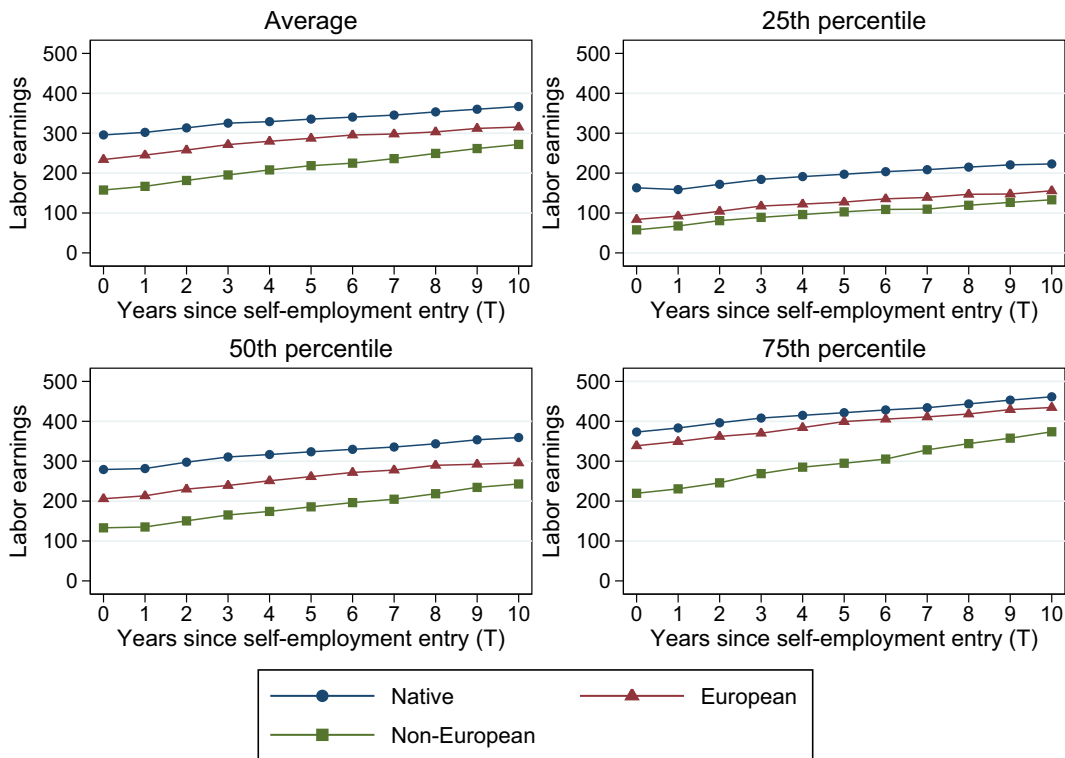 Average
Labor earnings
500
400
300
200
100
0
0 1 2 3 4 5 6 7 8 9 10
Years since self-employment entry (T)
25th percentile
Labor earnings
500
400
300
200
100
0
0 1 2 3 4 5 6 7 8 9 10
Years since self-employment entry (T)
50th percentile
Labor earnings
500
400
300
200
100
0
0 1 2 3 4 5 6 7 8 9 10
Years since self-employment entry (T)
75th percentile
Labor earnings
500
400
300
200
100
0
0 1 2 3 4 5 6 7 8 9 10
Years since self-employment entry (T)
Native
European
Non-European